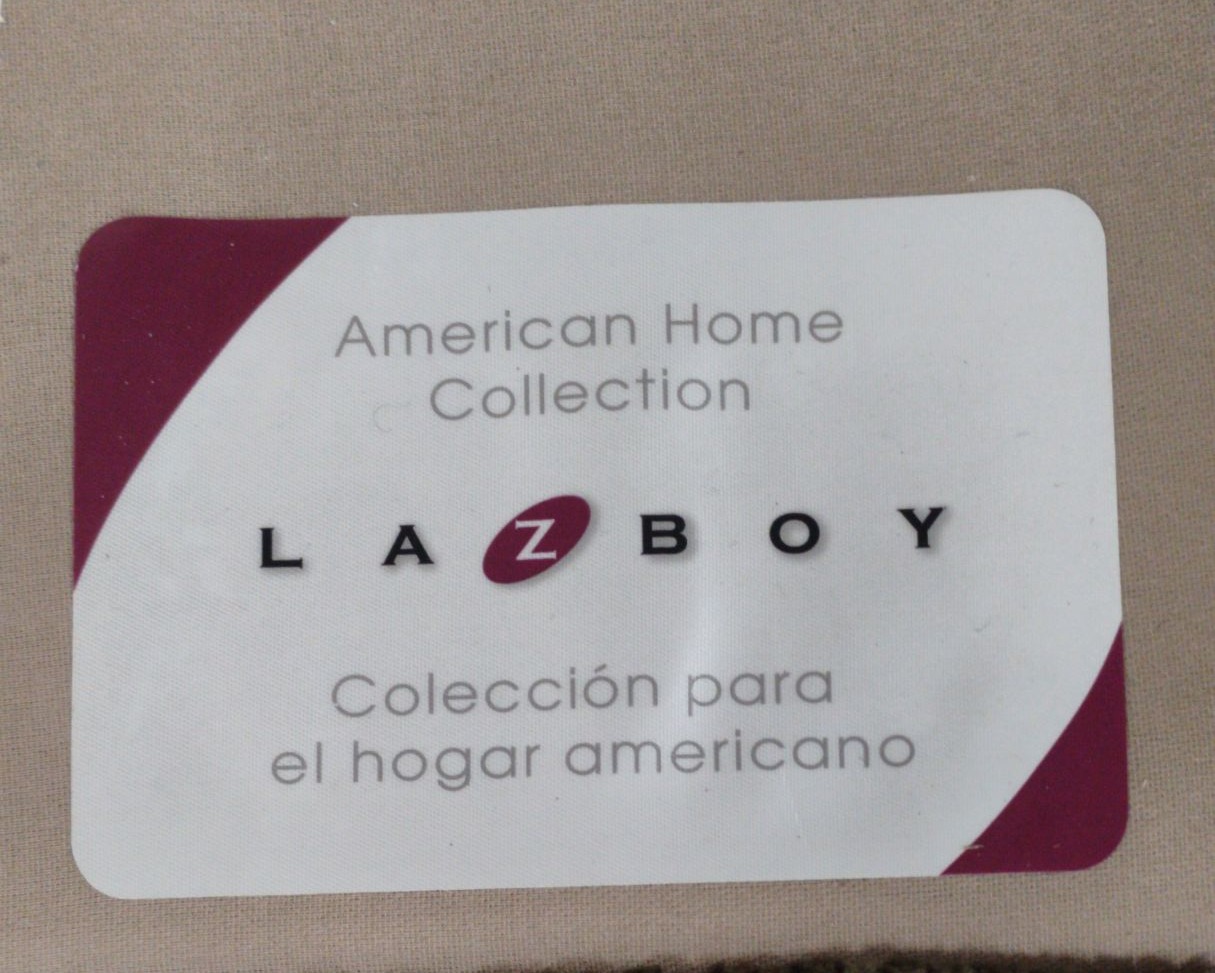 American Home
Collection
LAZBOY
Colección para
el hogar americano